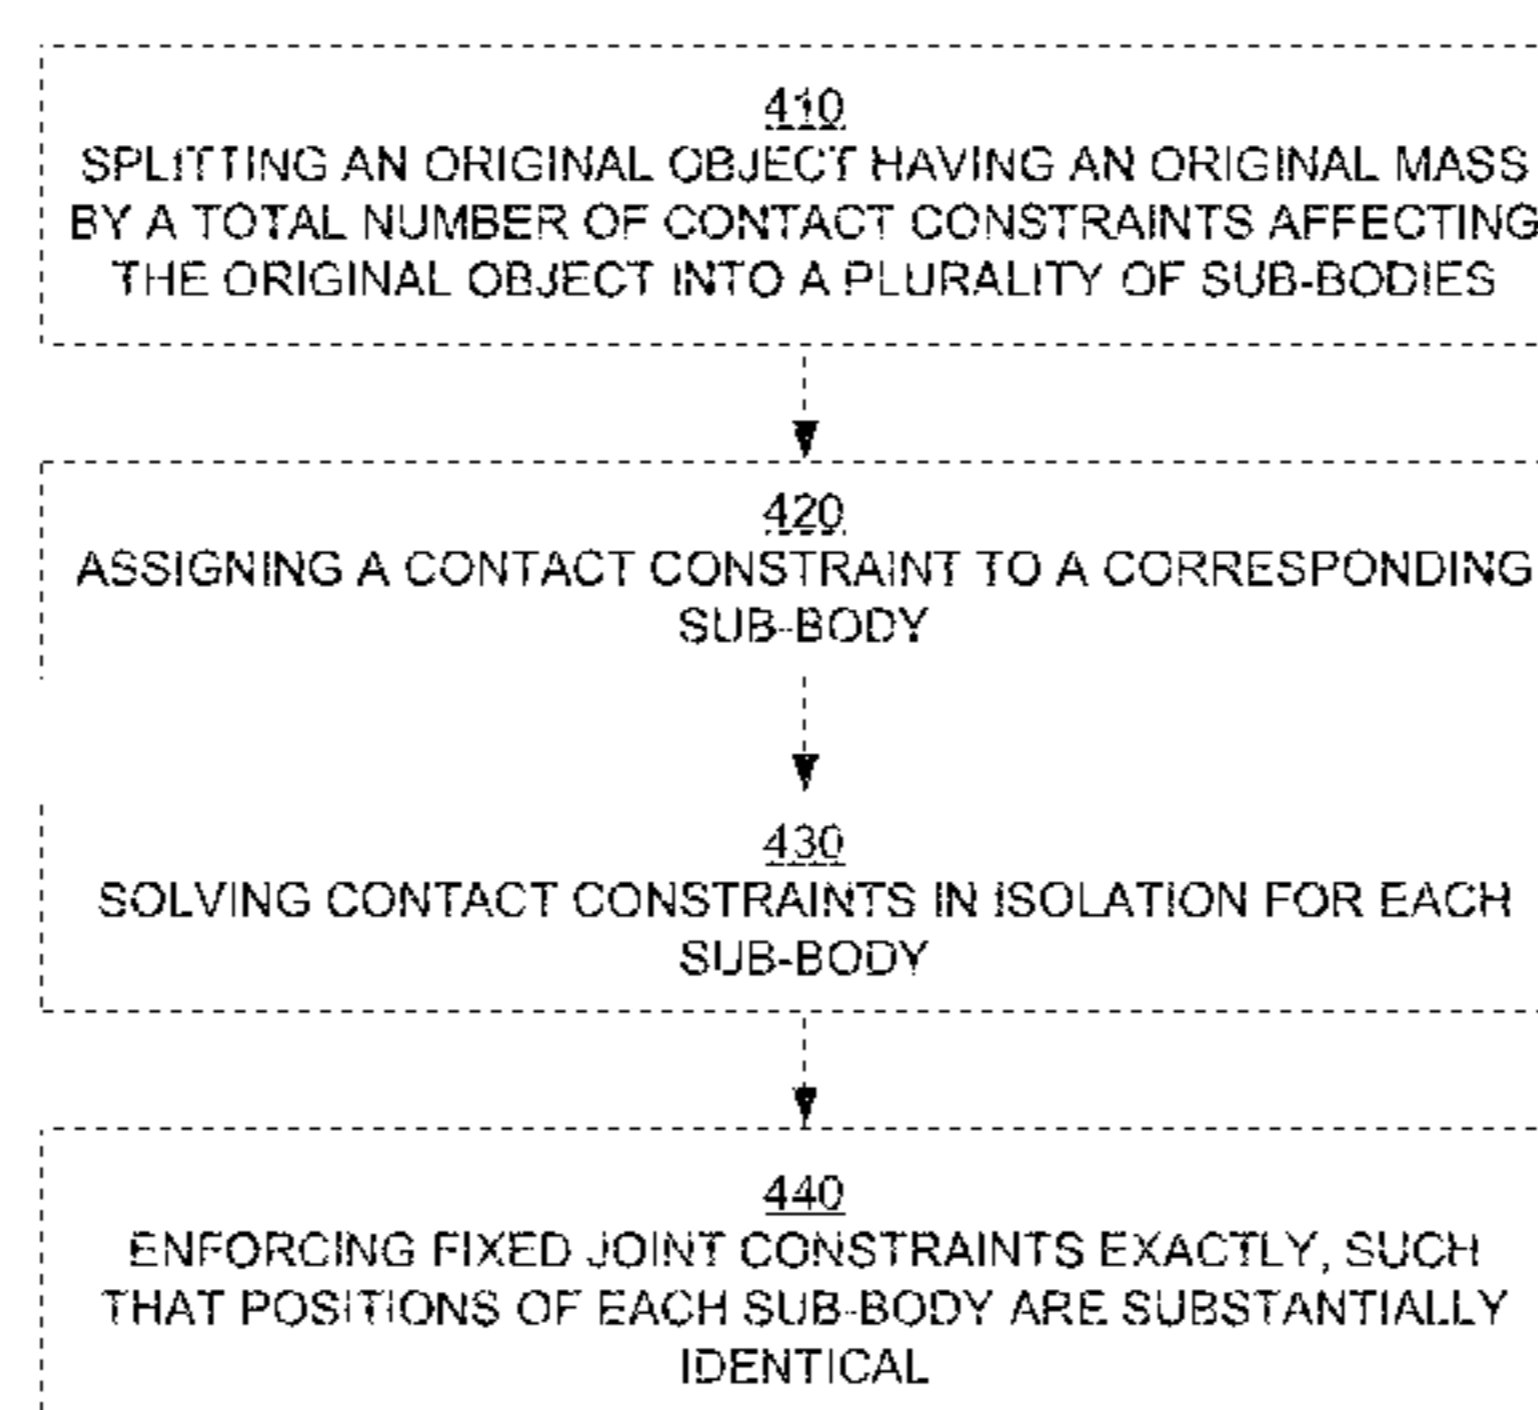 410
SPLITTING AN ORIGINAL OBJECT HAVING AN ORIGINAL MASS
BY A TOTAL NUMBER OF CONTACT CONSTRAINTS AFFECTING
THE ORIGINAL OBJECT INTO A PLURALITY OF SUB-BODIES
420
ASSIGNING A CONTACT CONSTRAINT TO A CORRESPONDING
SUB-BODY
430
SOLVING CONTACT CONSTRAINTS IN ISOLATION FOR EACH
SUB-BODY
440
ENFORCING FIXED JOINT CONSTRAINTS EXACTLY, SUCH
THAT POSITIONS OF EACH SUB-BODY ARE SUBSTANTIALLY
IDENTICAL